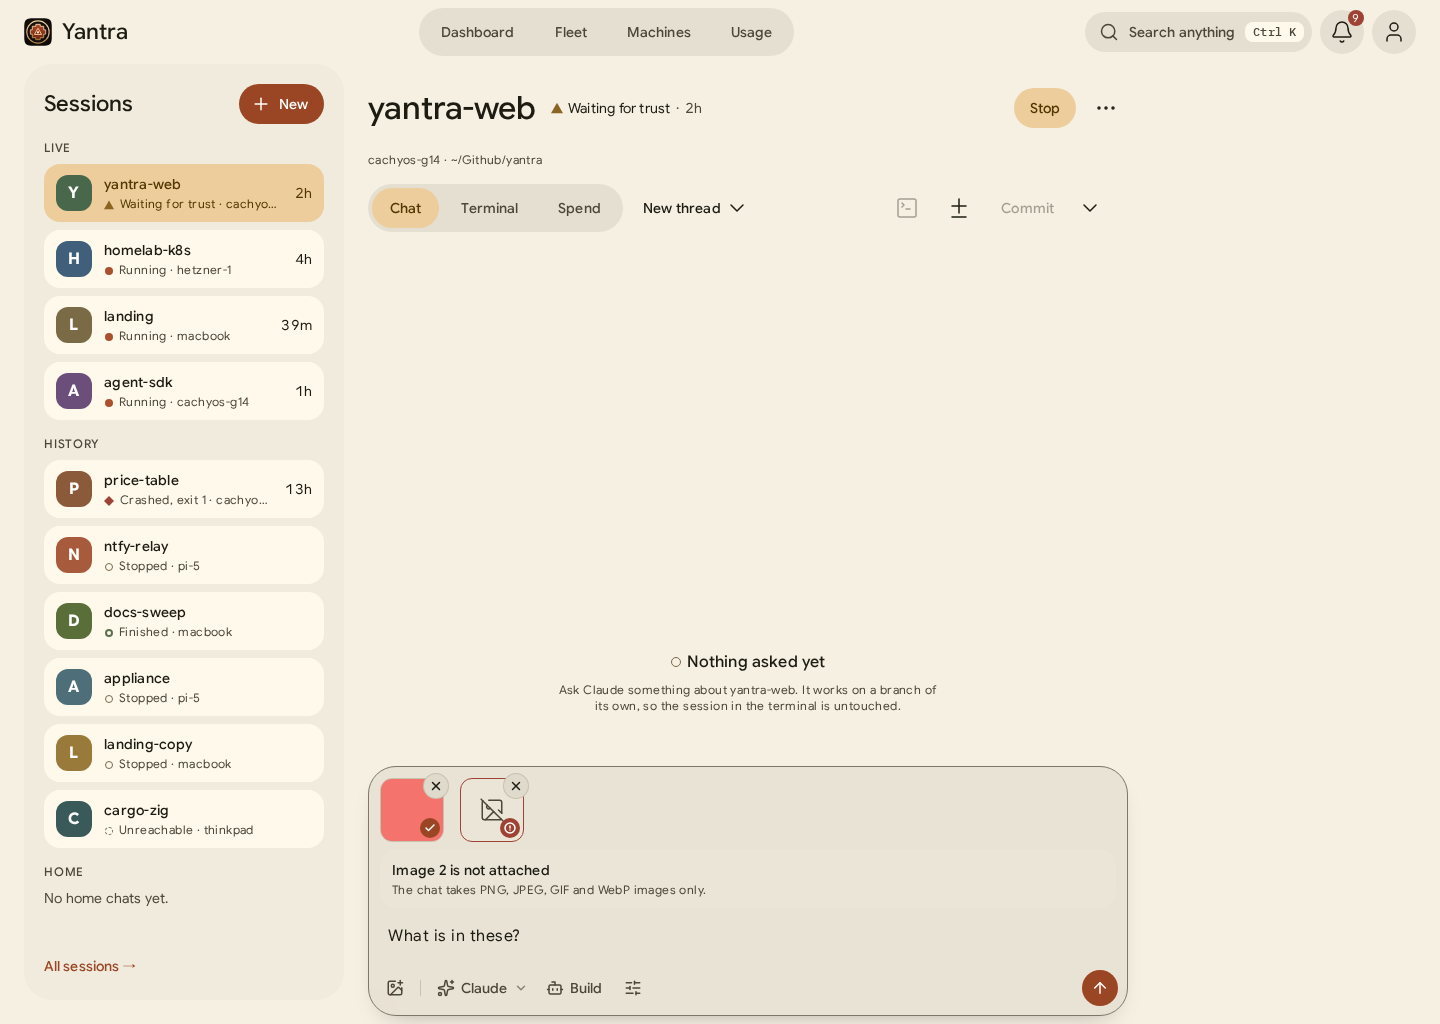 Yantra
Dashboard
Fleet
Machines
Usage
Search anything
Ctrl K
9
Sessions
New
LIVE
Y
yantra-web
Waiting for trust · cachyo...
2h
H
homelab-k8s
Running · hetzner-1
4h
L
landing
Running · macbook
39m
A
agent-sdk
Running · cachyos-g14
1h
HISTORY
P
price-table
Crashed, exit 1 · cachyo...
13h
N
ntfy-relay
Stopped · pi-5
D
docs-sweep
Finished · macbook
A
appliance
Stopped · pi-5
L
landing-copy
Stopped · macbook
C
cargo-zig
Unreachable · thinkpad
HOME
No home chats yet.
All sessions →
yantra-web
Waiting for trust · 2h
Stop
cachyos-g14 · ~/Github/yantra
Chat
Terminal
Spend
New thread
Commit
Nothing asked yet
Ask Claude something about yantra-web. It works on a branch of
its own, so the session in the terminal is untouched.
Image 2 is not attached
The chat takes PNG, JPEG, GIF and WebP images only.
What is in these?
Claude
Build